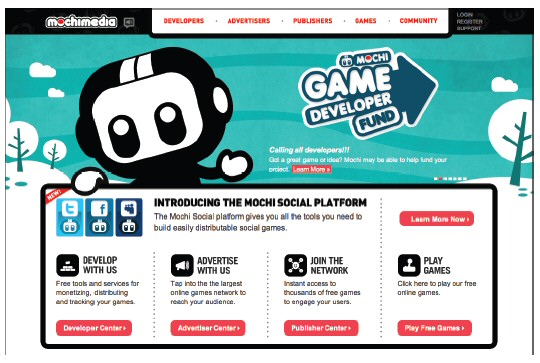 mochimedia
DEVELOPERS · ADVERTISERS · PUBLISHERS · GAMES · COMMUNITY
LOGIN
REGISTER
SUPPORT
MOCHI
GAME
DEVELOPER
FUND
Calling all developers!!!
Got a great game or idea? Mochi may be able to help fund your
project. Learn More ›
NEW!
INTRODUCING THE MOCHI SOCIAL PLATFORM
The Mochi Social platform gives you all the tools you need to
build easily distributable social games.
Learn More Now ›
DEVELOP
WITH US
Free tools and services for
monetizing, distributing
and tracking your games.
Developer Center ›
ADVERTISE
WITH US
Tap into the the largest
online games network to
reach your audience.
Advertiser Center ›
JOIN THE
NETWORK
Instant access to
thousands of free games
to engage your users.
Publisher Center ›
PLAY
GAMES
Click here to play our free
online games.
Play Free Games ›